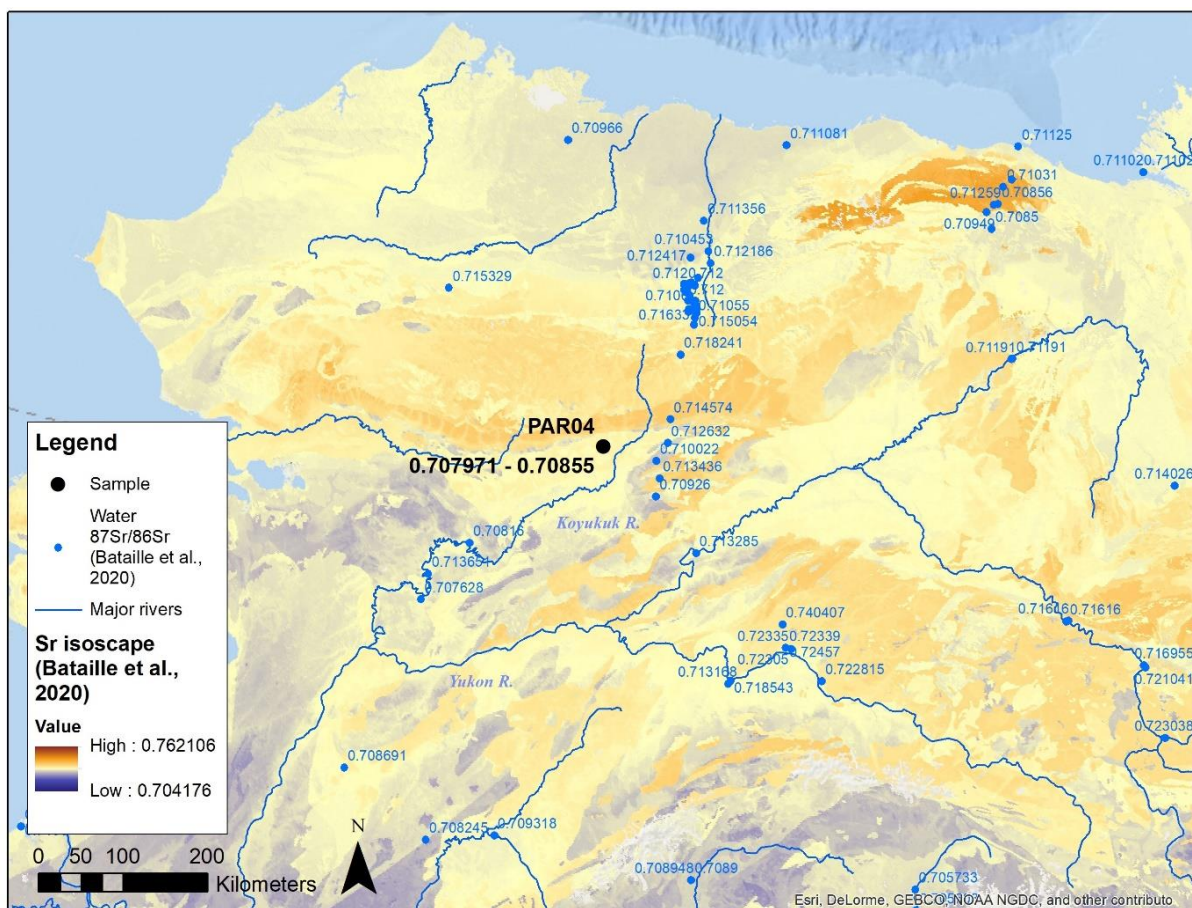 0.70966
0.711081
0.71125
0.711020.71102
0.71031
0.712590.70856
0.70949
0.7085
0.711356
0.710453
0.712186
0.712417
0.7120.712
0.712
0.71055
0.715054
0.715329
0.718241
0.711910.71191
0.714574
PAR04
0.712632
0.710022
0.707971 - 0.70855
0.713436
0.70926
0.714026
Koyukuk R.
0.70816
0.713285
0.713651
0.707628
0.740407
0.716160.71616
0.723350.72339
0.72457
0.72305
0.713168
0.718543
0.722815
0.716955
0.721041
Yukon R.
0.723038
0.708691
0.708245
0.709318
0.7089480.7089
0.705733
Legend
Sample
Water
87Sr/86Sr
(Bataille et al.,
2020)
Major rivers
Sr isoscape
(Bataille et al.,
2020)
Value
High : 0.762106
Low : 0.704176
N
0 50 100 200
Kilometers
Esri, DeLorme, GEBCO, NOAA NGDC, and other contributo